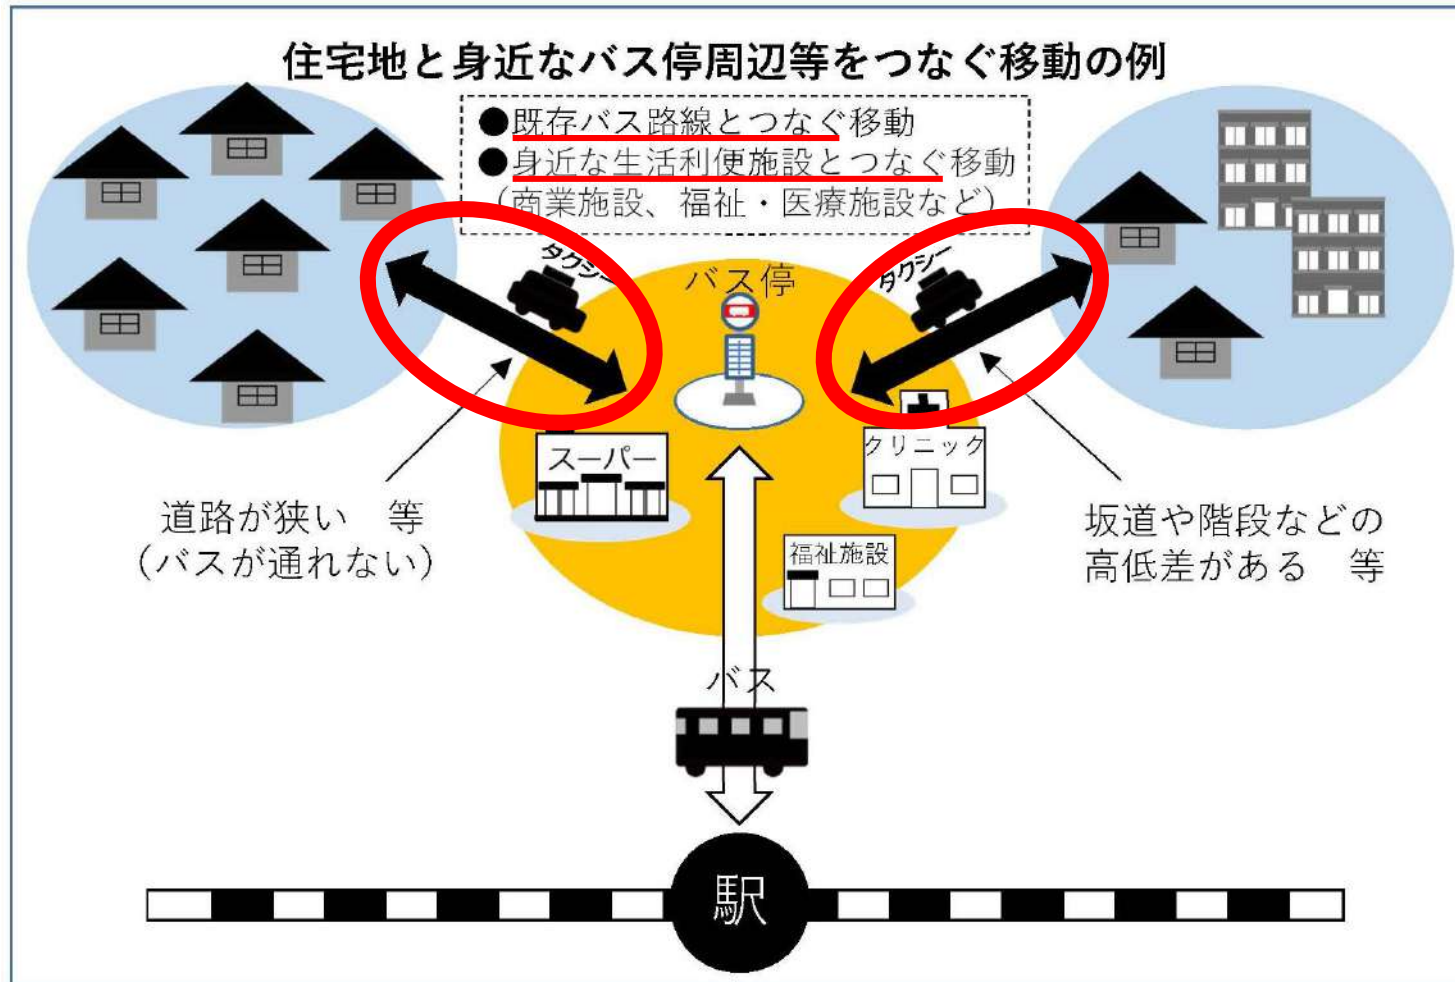 住宅地と身近なバス停周辺等をつなぐ移動の例
●既存バス路線とつなぐ移動
●身近な生活利便施設とつなぐ移動
（商業施設、福祉・医療施設など）
タクシー
バス停
タクシー
スーパー
クリニック
福祉施設
道路が狭い　等
（バスが通れない）
坂道や階段などの
高低差がある　等
バス
駅